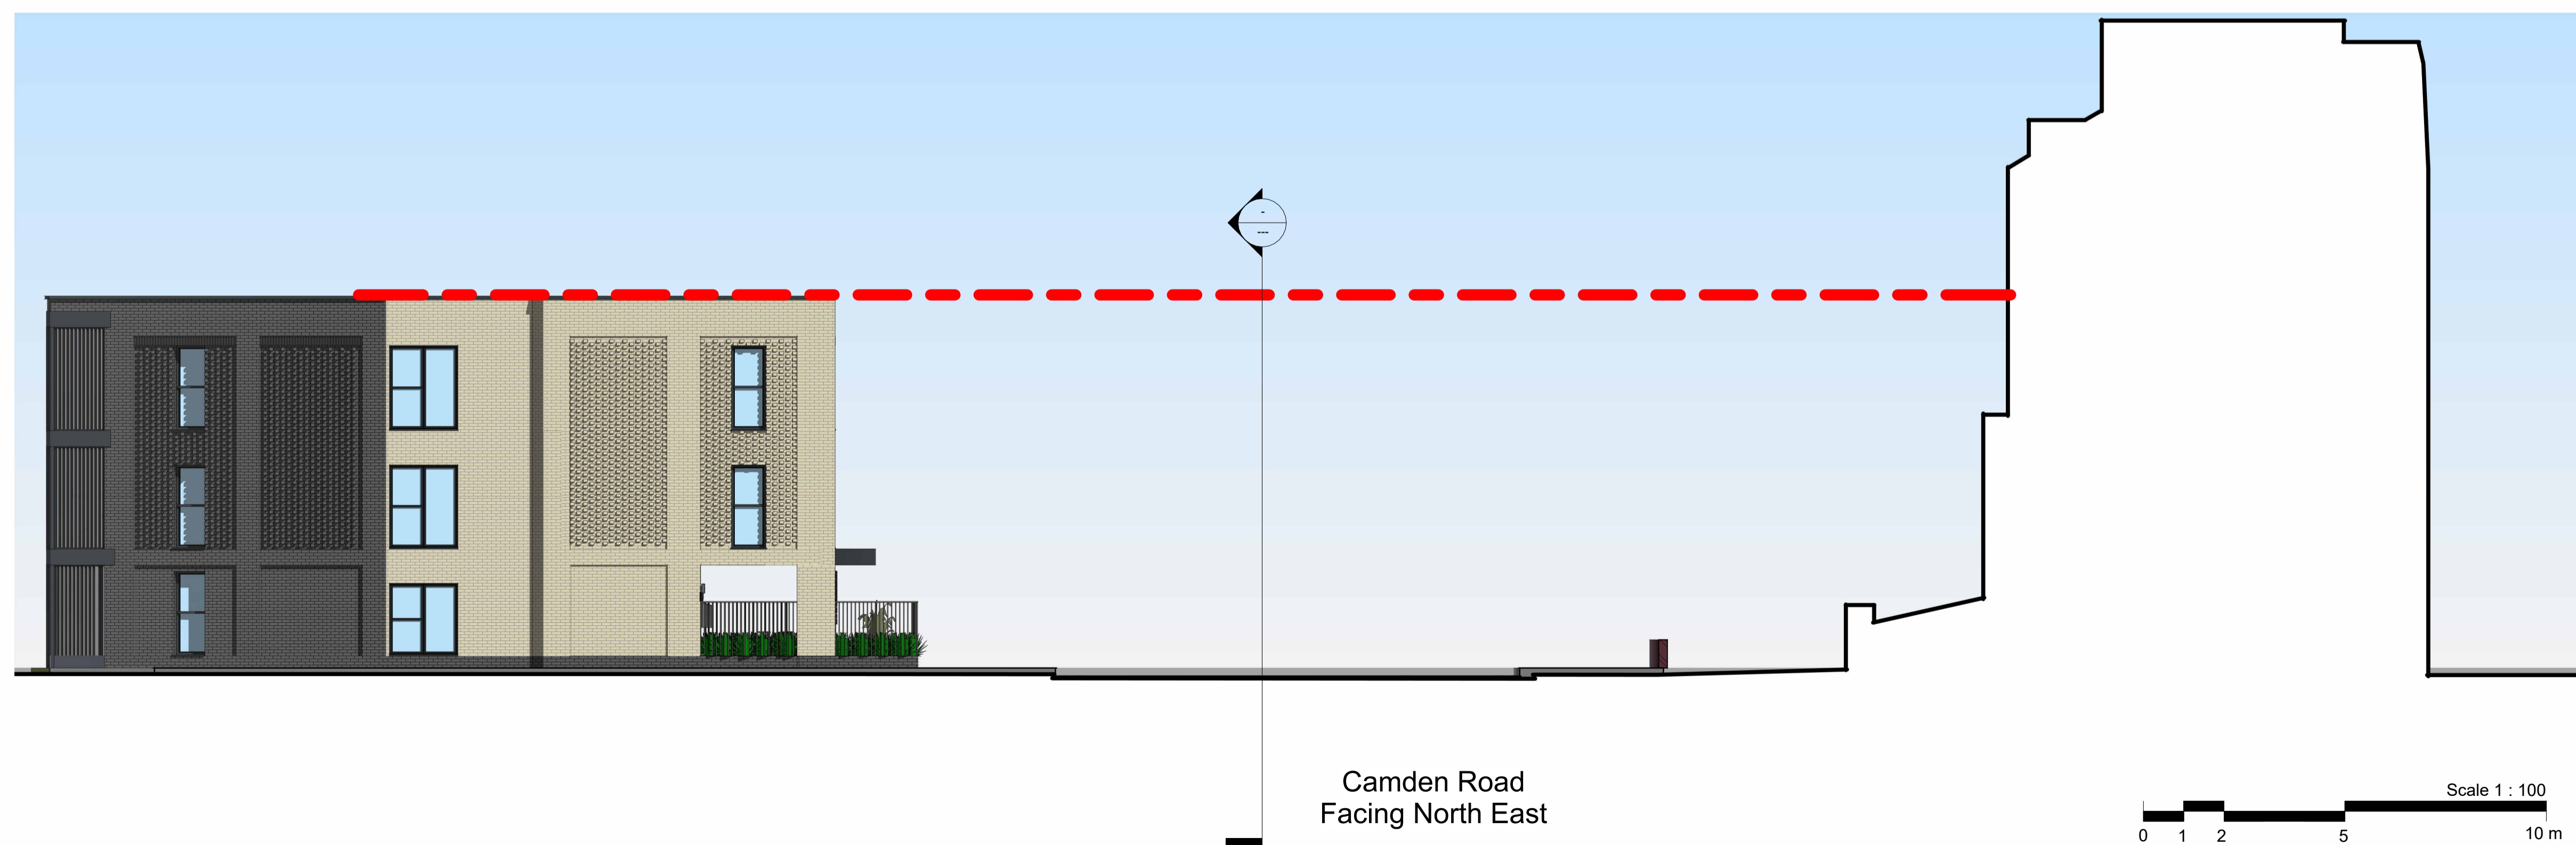 -
---
Camden Road
Facing North East
Scale 1 : 100
0 1 2 5 10 m